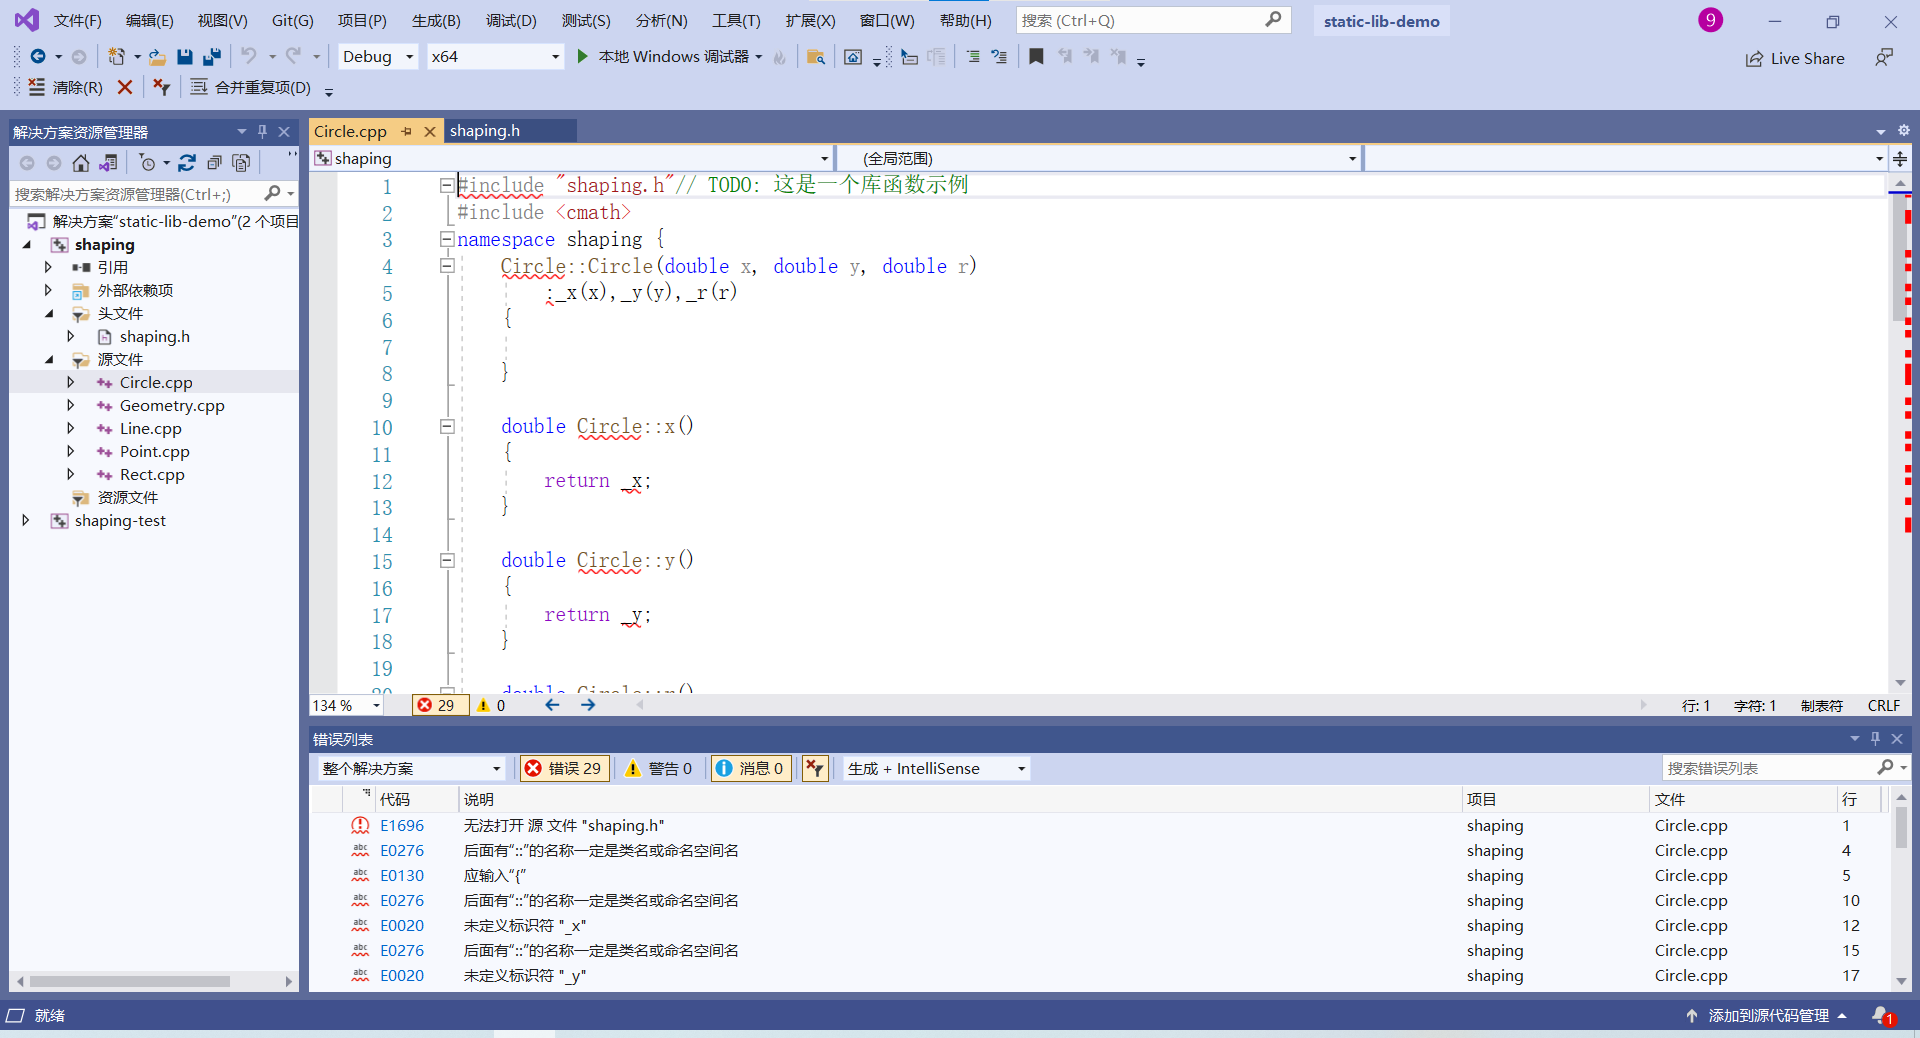 文件(F) 编辑(E) 视图(V) Git(G) 项目(P) 生成(B) 调试(D) 测试(S) 分析(N) 工具(T) 扩展(X) 窗口(W) 帮助(H) 搜索 (Ctrl+Q) static-lib-demo 9
Debug x64 本地 Windows 调试器 Live Share
清除(R) 合并重复项(D)
解决方案资源管理器
搜索解决方案资源管理器(Ctrl+;)
解决方案"static-lib-demo"(2 个项目
shaping
引用
外部依赖项
头文件
shaping.h
源文件
Circle.cpp
Geometry.cpp
Line.cpp
Point.cpp
Rect.cpp
资源文件
shaping-test
Circle.cpp shaping.h
shaping (全局范围)
1 #include "shaping.h"// TODO: 这是一个库函数示例
2 #include <cmath>
3 namespace shaping {
4 Circle::Circle(double x, double y, double r)
5 :_x(x),_y(y),_r(r)
6 {
7
8 }
9
10 double Circle::x()
11 {
12 return _x;
13 }
14
15 double Circle::y()
16 {
17 return _y;
18 }
19
20 double Circle::r()
134 % 29 0 行: 1 字符: 1 制表符 CRLF
错误列表
整个解决方案 错误 29 警告 0 消息 0 生成 + IntelliSense 搜索错误列表
代码 说明 项目 文件 行
E1696 无法打开 源 文件 "shaping.h" shaping Circle.cpp 1
abc E0276 后面有"::"的名称一定是类名或命名空间名 shaping Circle.cpp 4
abc E0130 应输入"{" shaping Circle.cpp 5
abc E0276 后面有"::"的名称一定是类名或命名空间名 shaping Circle.cpp 10
abc E0020 未定义标识符 "_x" shaping Circle.cpp 12
abc E0276 后面有"::"的名称一定是类名或命名空间名 shaping Circle.cpp 15
abc E0020 未定义标识符 "_y" shaping Circle.cpp 17
就绪 添加到源代码管理 1